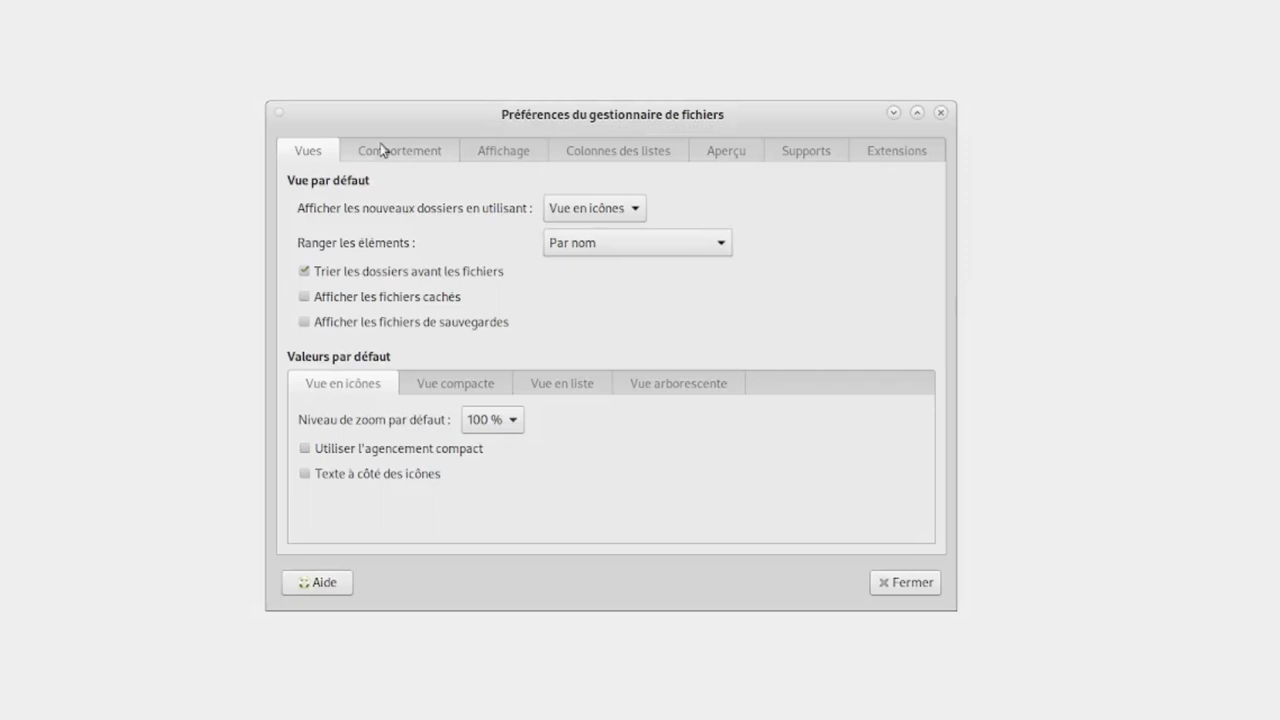 Préférences du gestionnaire de fichiers
Vues Comportement Affichage Colonnes des listes Aperçu Supports Extensions
Vue par défaut
Afficher les nouveaux dossiers en utilisant : Vue en icônes
Ranger les éléments : Par nom
Trier les dossiers avant les fichiers
Afficher les fichiers cachés
Afficher les fichiers de sauvegardes
Valeurs par défaut
Vue en icônes Vue compacte Vue en liste Vue arborescente
Niveau de zoom par défaut : 100 %
Utiliser l'agencement compact
Texte à côté des icônes
Aide Fermer